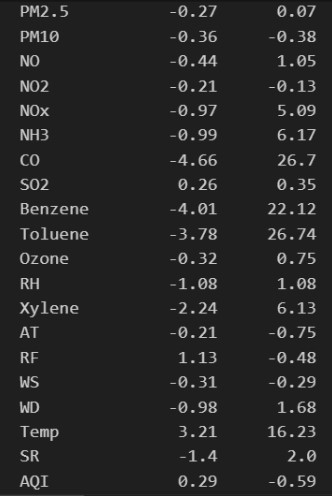 PM2.5 -0.27 0.07
PM10 -0.36 -0.38
NO -0.44 1.05
NO2 -0.21 -0.13
NOx -0.97 5.09
NH3 -0.99 6.17
CO -4.66 26.7
SO2 0.26 0.35
Benzene -4.01 22.12
Toluene -3.78 26.74
Ozone -0.32 0.75
RH -1.08 1.08
Xylene -2.24 6.13
AT -0.21 -0.75
RF 1.13 -0.48
WS -0.31 -0.29
WD -0.98 1.68
Temp 3.21 16.23
SR -1.4 2.0
AQI 0.29 -0.59